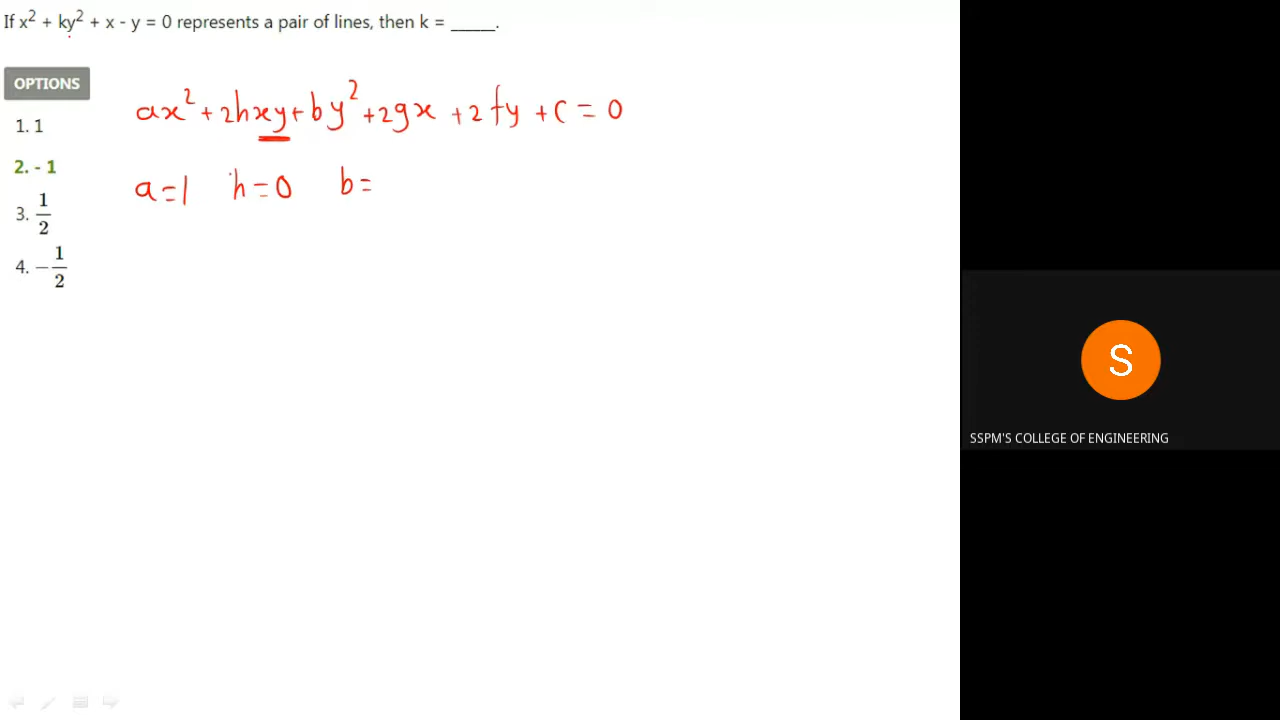 If x² + ky² + x - y = 0 represents a pair of lines, then k = _____.
OPTIONS
ax² + 2hxy + by² + 2gx + 2fy + c = 0
1. 1
2. - 1
a = 1 h = 0 b =
3. 1/2
4. - 1/2
S
SSPM'S COLLEGE OF ENGINEERING